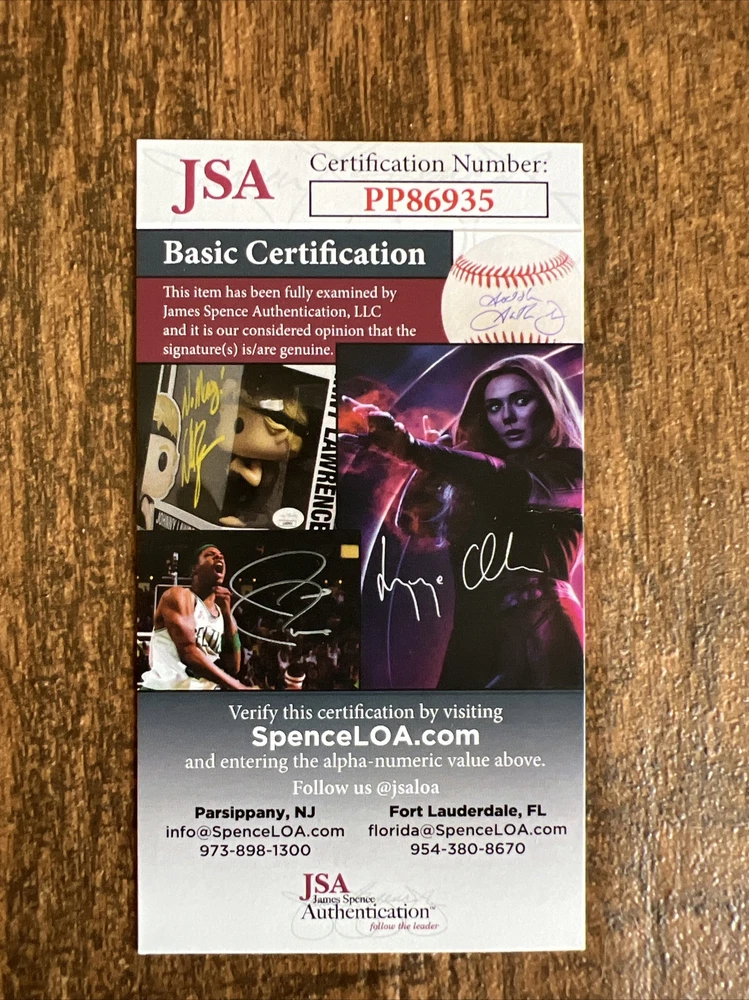 JSA
Certification Number:
PP86935
Basic Certification
This item has been fully examined by
James Spence Authentication, LLC
and it is our considered opinion that the
signature(s) is/are genuine.
LAWRENCE
Verify this certification by visiting
SpenceLOA.com
and entering the alpha-numeric value above.
Follow us @jsaloa
Parsippany, NJ
info@SpenceLOA.com
973-898-1300
Fort Lauderdale, FL
florida@SpenceLOA.com
954-380-8670
JSA
James Spence
Authentication™
follow the leader